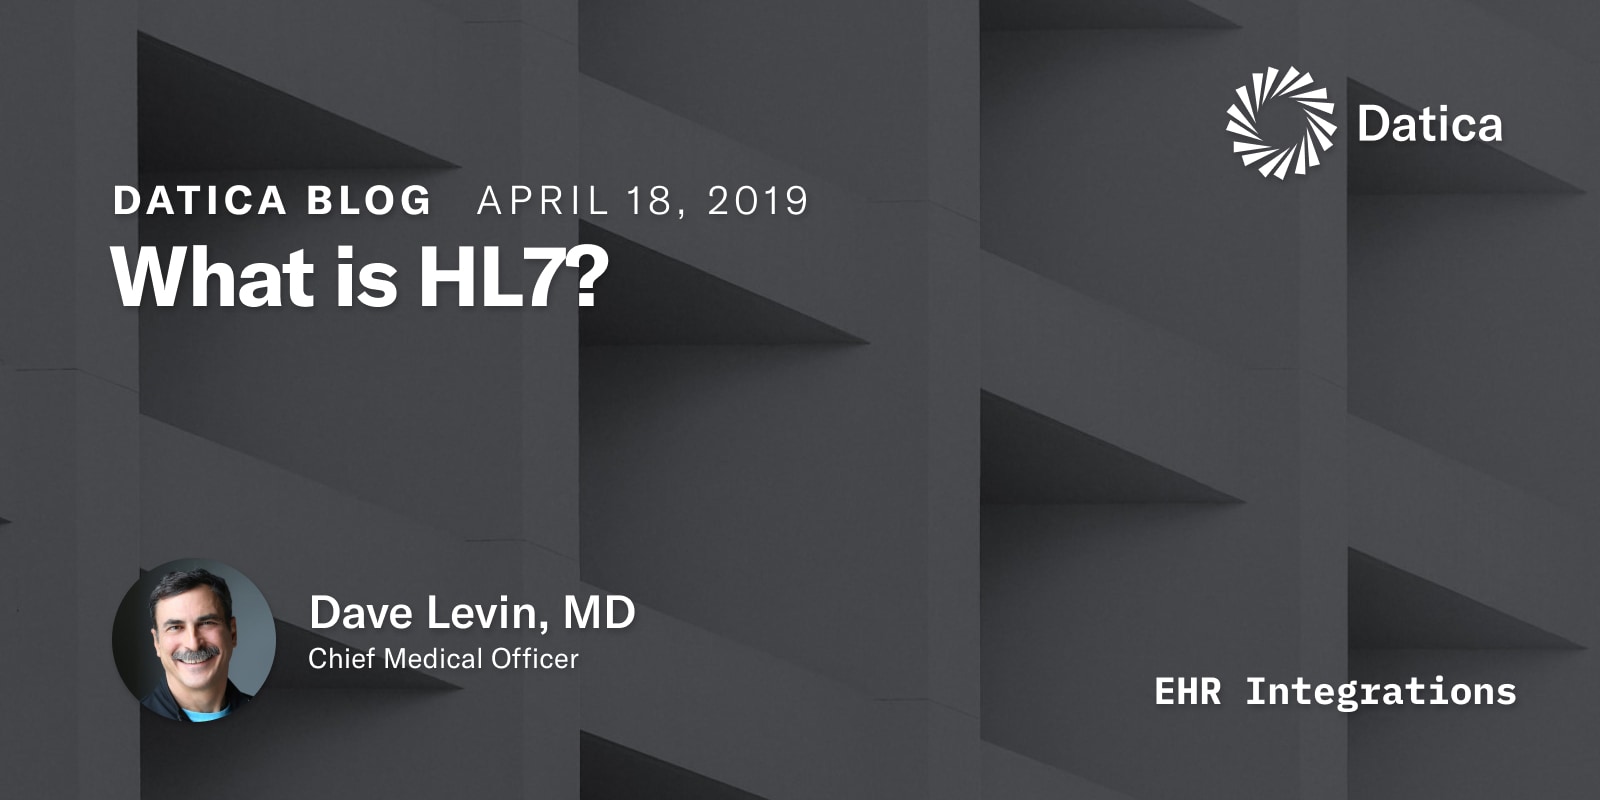 Datica
DATICA BLOG APRIL 18, 2019
What is HL7?
Dave Levin, MD
Chief Medical Officer
EHR Integrations